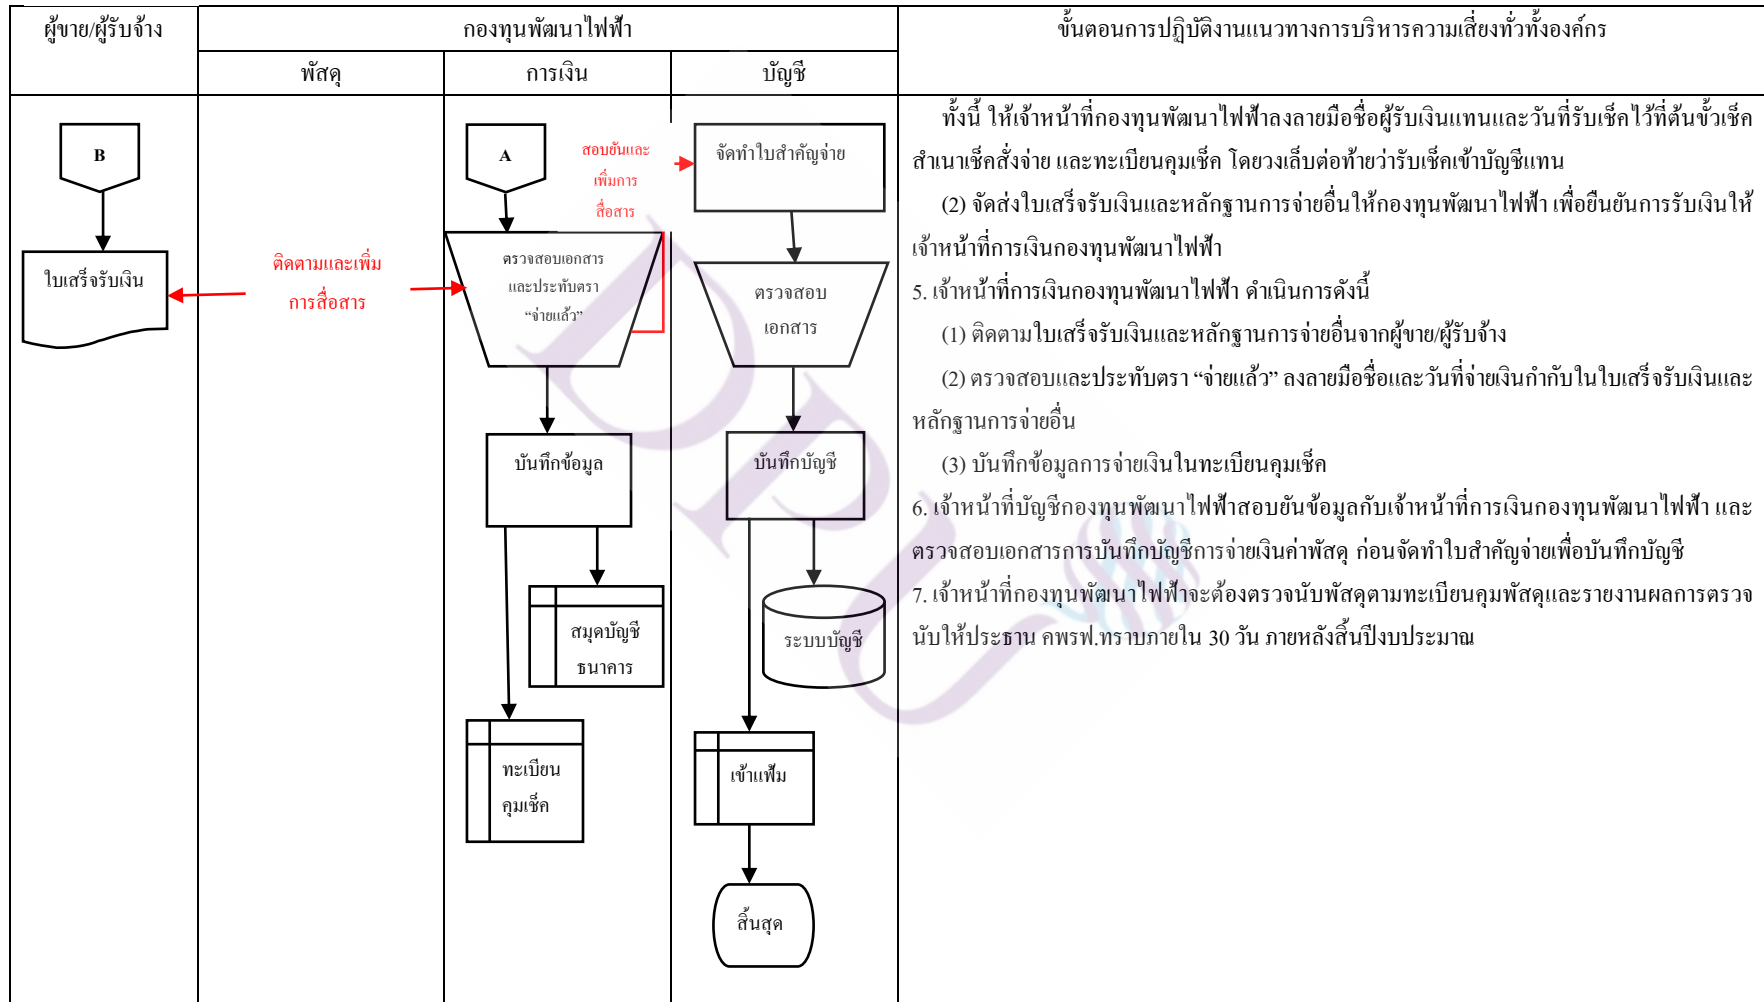 ผู้ขาย/ผู้รับจ้าง
กองทุนพัฒนาไฟฟ้า
ขั้นตอนการปฏิบัติงานแนวทางการบริหารความเสี่ยงทั่วทั้งองค์กร
พัสดุ
การเงิน
บัญชี
B
ใบเสร็จรับเงิน
ติดตามและเพิ่ม
การสื่อสาร
A
สอบยันและ
เพิ่มการ
สื่อสาร
ตรวจสอบเอกสาร
และประทับตรา
“จ่ายแล้ว”
บันทึกข้อมูล
สมุดบัญชี
ธนาคาร
ทะเบียน
คุมเช็ค
จัดทำใบสำคัญจ่าย
ตรวจสอบ
เอกสาร
บันทึกบัญชี
ระบบบัญชี
เข้าแฟ้ม
สิ้นสุด
ทั้งนี้ ให้เจ้าหน้าที่กองทุนพัฒนาไฟฟ้าลงลายมือชื่อผู้รับเงินแทนและวันที่รับเช็คไว้ที่ต้นขั้วเช็ค
สำเนาเช็คสั่งจ่าย และทะเบียนคุมเช็ค โดยวงเล็บต่อท้ายว่ารับเช็คเข้าบัญชีแทน
(2) จัดส่งใบเสร็จรับเงินและหลักฐานการจ่ายอื่นให้กองทุนพัฒนาไฟฟ้า เพื่อยืนยันการรับเงินให้
เจ้าหน้าที่การเงินกองทุนพัฒนาไฟฟ้า
5. เจ้าหน้าที่การเงินกองทุนพัฒนาไฟฟ้า ดำเนินการดังนี้
(1) ติดตามใบเสร็จรับเงินและหลักฐานการจ่ายอื่นจากผู้ขาย/ผู้รับจ้าง
(2) ตรวจสอบและประทับตรา “จ่ายแล้ว” ลงลายมือชื่อและวันที่จ่ายเงินกำกับในใบเสร็จรับเงินและ
หลักฐานการจ่ายอื่น
(3) บันทึกข้อมูลการจ่ายเงินในทะเบียนคุมเช็ค
6. เจ้าหน้าที่บัญชีกองทุนพัฒนาไฟฟ้าสอบยันข้อมูลกับเจ้าหน้าที่การเงินกองทุนพัฒนาไฟฟ้า และ
ตรวจสอบเอกสารการบันทึกบัญชีการจ่ายเงินค่าพัสดุ ก่อนจัดทำใบสำคัญจ่ายเพื่อบันทึกบัญชี
7. เจ้าหน้าที่กองทุนพัฒนาไฟฟ้าจะต้องตรวจนับพัสดุตามทะเบียนคุมพัสดุและรายงานผลการตรวจ
นับให้ประธาน คพรฟ.ทราบภายใน 30 วัน ภายหลังสิ้นปีงบประมาณ
DPU